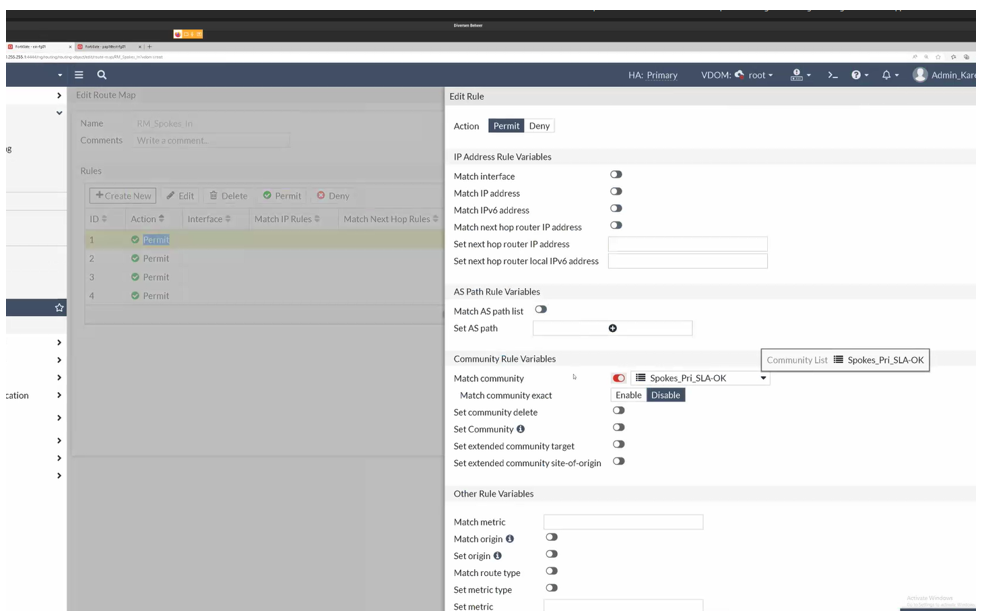 HA: Primary VDOM: root Admin_Kar
Edit Route Map
Name RM_Spokes_In
Comments Write a comment...
Rules
Create New Edit Delete Permit Deny
ID Action Interface Match IP Rules Match Next Hop Rules
1 Permit
2 Permit
3 Permit
4 Permit
cation
Edit Rule
Action Permit Deny
IP Address Rule Variables
Match interface
Match IP address
Match IPv6 address
Match next hop router IP address
Set next hop router IP address
Set next hop router local IPv6 address
AS Path Rule Variables
Match AS path list
Set AS path
Community Rule Variables
Community List Spokes_Pri_SLA-OK
Match community Spokes_Pri_SLA-OK
Match community exact Enable Disable
Set community delete
Set Community
Set extended community target
Set extended community site-of-origin
Other Rule Variables
Match metric
Match origin
Set origin
Match route type
Set metric type
Set metric
Activate Windows